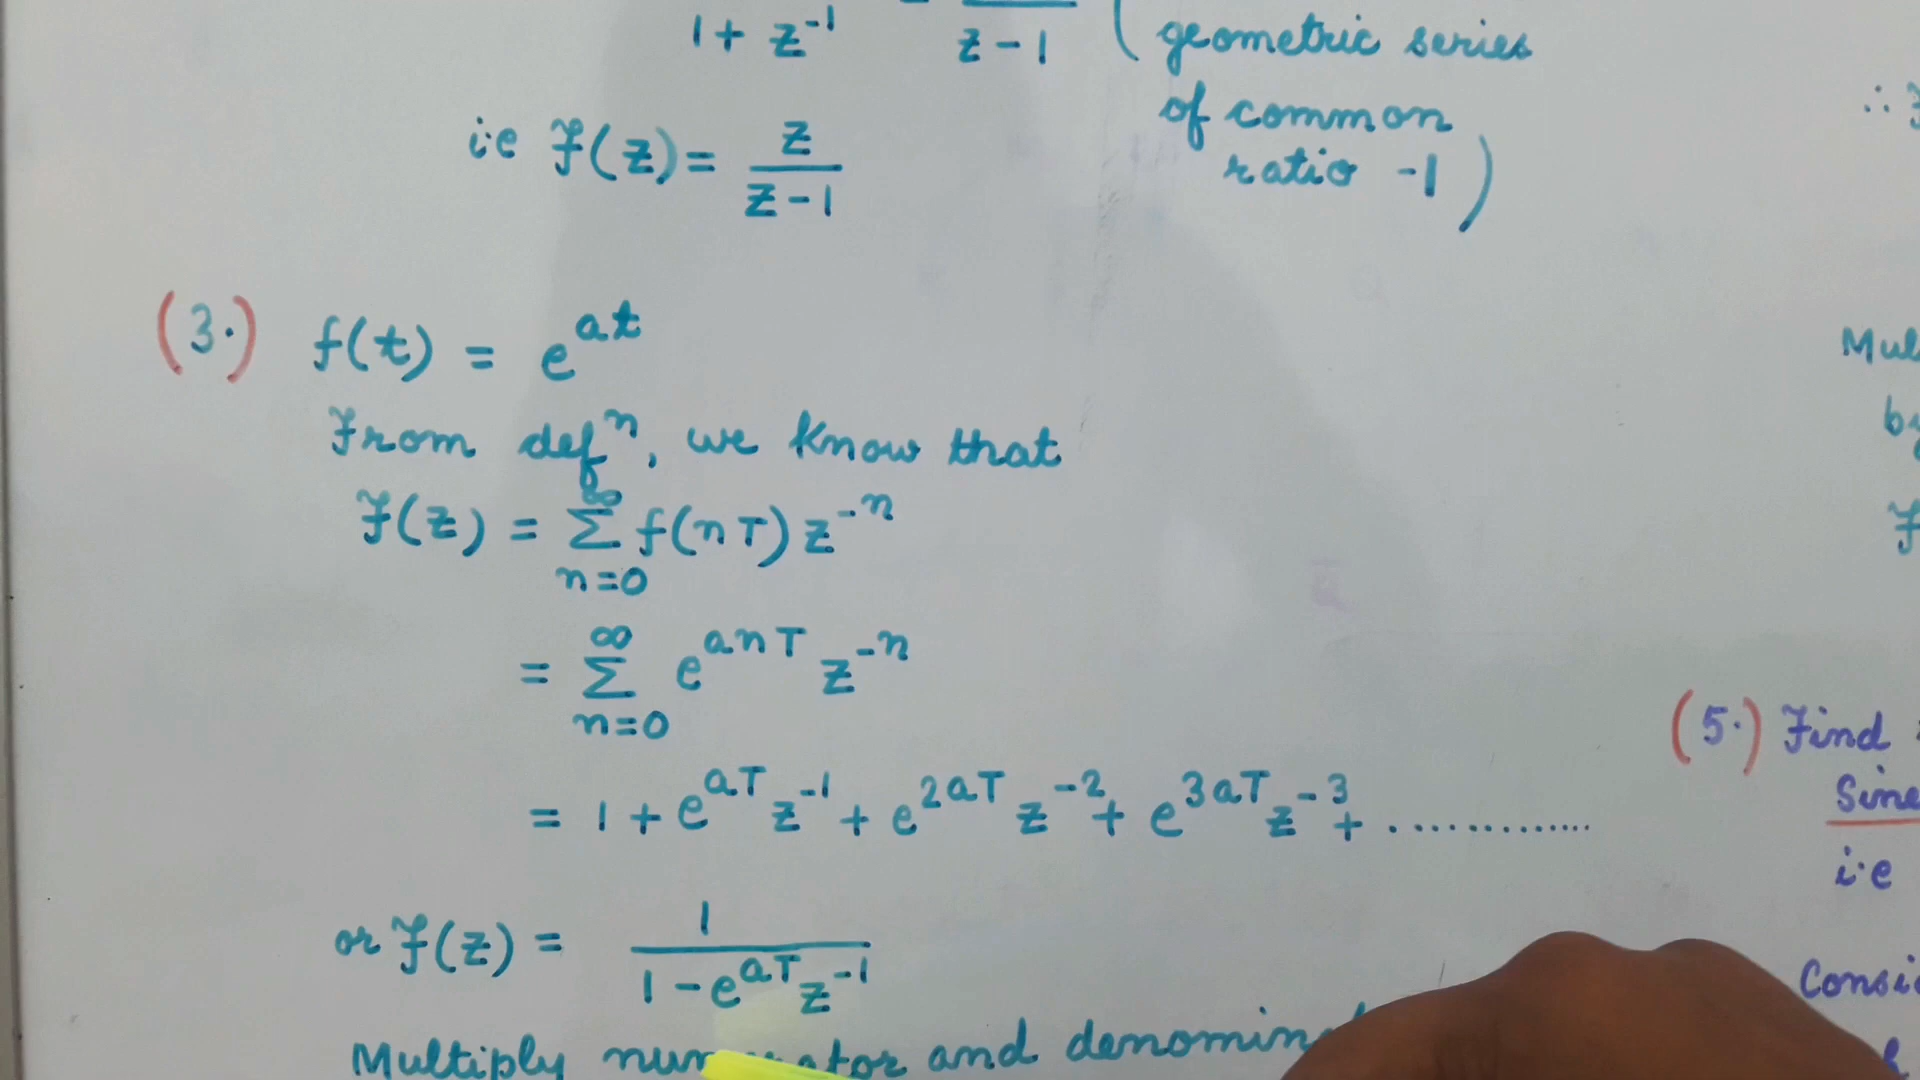 1 + z⁻¹ = z - 1 ( geometric series
of common
ratio -1 )
i.e F(z) = z / (z - 1)
(3.) f(t) = e^(at)
From defⁿ, we know that
F(z) = Σ_(n=0)^∞ f(nT) z⁻ⁿ
= Σ_(n=0)^∞ e^(anT) z⁻ⁿ
= 1 + e^(aT) z⁻¹ + e^(2aT) z⁻² + e^(3aT) z⁻³ + ..............
or F(z) = 1 / (1 - e^(aT) z⁻¹)
Multiply and
∴
by
F
(5.) Find
Sine
i.e